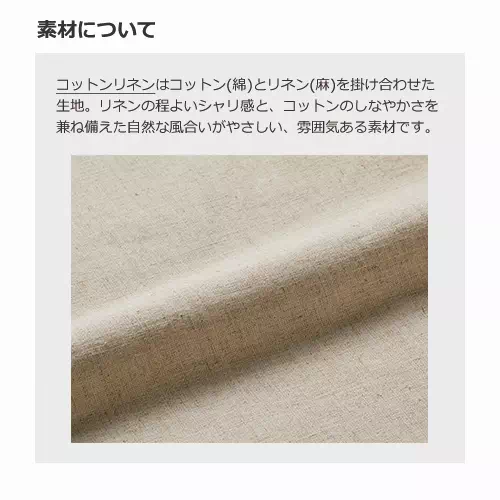 素材について
コットンリネンはコットン(綿)とリネン(麻)を掛け合わせた
生地。リネンの程よいシャリ感と、コットンのしなやかさを
兼ね備えた自然な風合いがやさしい、雰囲気ある素材です。